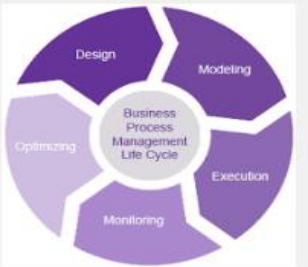 Design
Modeling
Business
Process
Management
Life Cycle
Optimizing
Execution
Monitoring